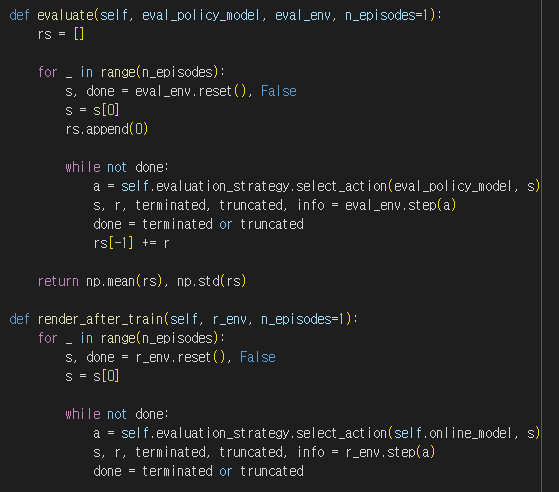 def evaluate(self, eval_policy_model, eval_env, n_episodes=1):
    rs = []
    for _ in range(n_episodes):
        s, done = eval_env.reset(), False
        s = s[0]
        rs.append(0)
        while not done:
            a = self.evaluation_strategy.select_action(eval_policy_model, s)
            s, r, terminated, truncated, info = eval_env.step(a)
            done = terminated or truncated
            rs[-1] += r
    return np.mean(rs), np.std(rs)
def render_after_train(self, r_env, n_episodes=1):
    for _ in range(n_episodes):
        s, done = r_env.reset(), False
        s = s[0]
        while not done:
            a = self.evaluation_strategy.select_action(self.online_model, s)
            s, r, terminated, truncated, info = r_env.step(a)
            done = terminated or truncated